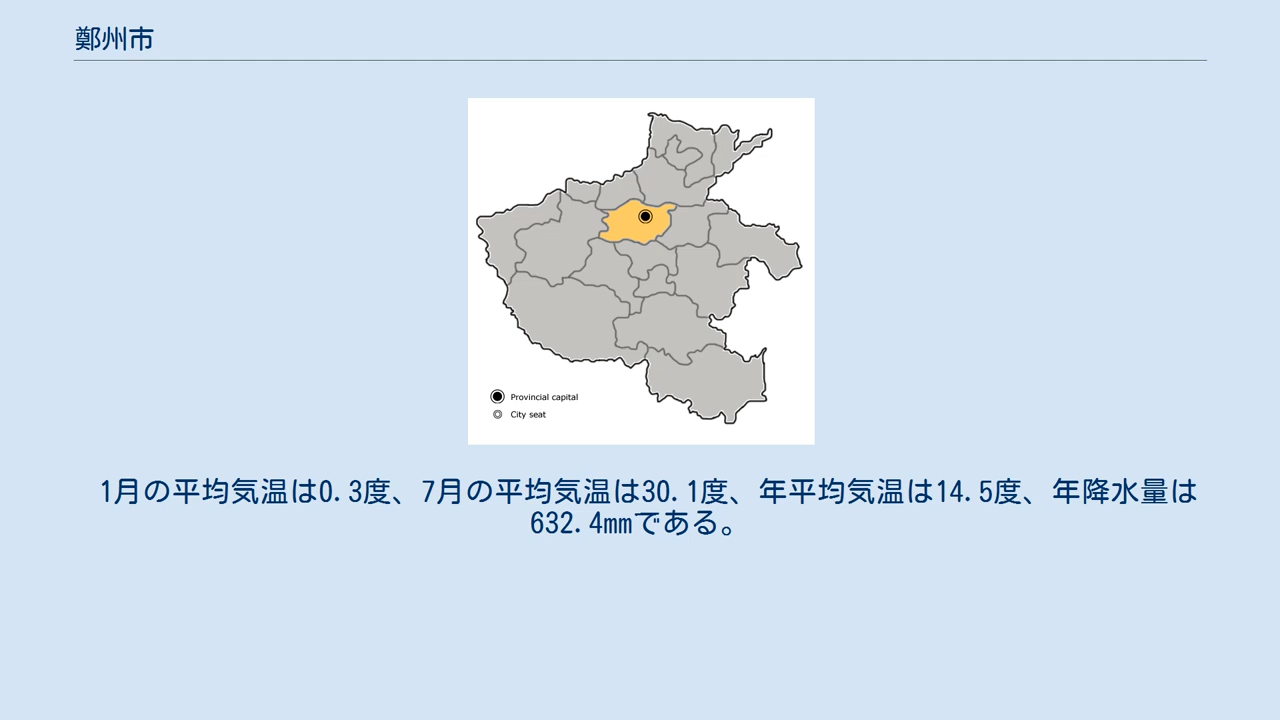 鄭州市
Provincial capital
City seat
1月の平均気温は0.3度、7月の平均気温は30.1度、年平均気温は14.5度、年降水量は
632.4mmである。